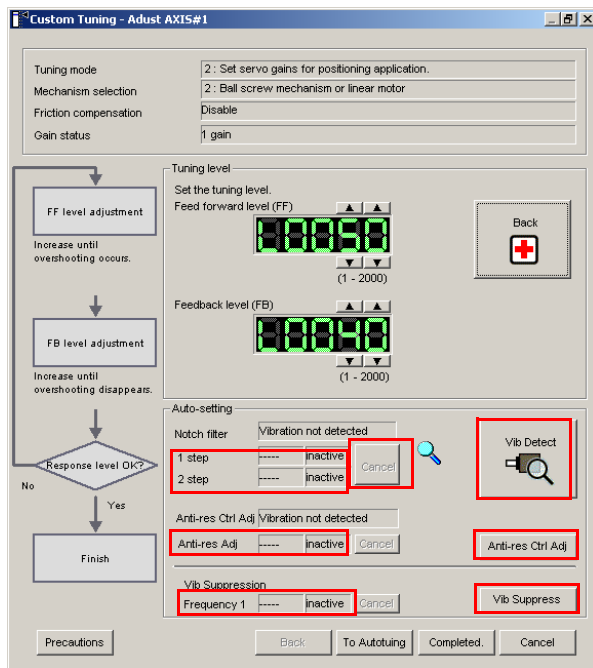 Custom Tuning - Adust AXIS#1
Tuning mode 2 : Set servo gains for positioning application.
Mechanism selection 2 : Ball screw mechanism or linear motor
Friction compensation Disable
Gain status 1 gain
FF level adjustment
Increase until
overshooting occurs.
FB level adjustment
Increase until
overshooting disappears.
Response level OK?
No
Yes
Finish
Tuning level
Set the tuning level.
Feed forward level (FF)
L0050
(1 - 2000)
Feedback level (FB)
L0040
(1 - 2000)
Back
Auto-setting
Notch filter Vibration not detected
1 step ----- inactive
2 step ----- inactive
Cancel
Vib Detect
Anti-res Ctrl Adj Vibration not detected
Anti-res Adj ----- inactive Cancel Anti-res Ctrl Adj
Vib Suppression
Frequency 1 ----- inactive Cancel Vib Suppress
Precautions Back To Autotuing Completed. Cancel